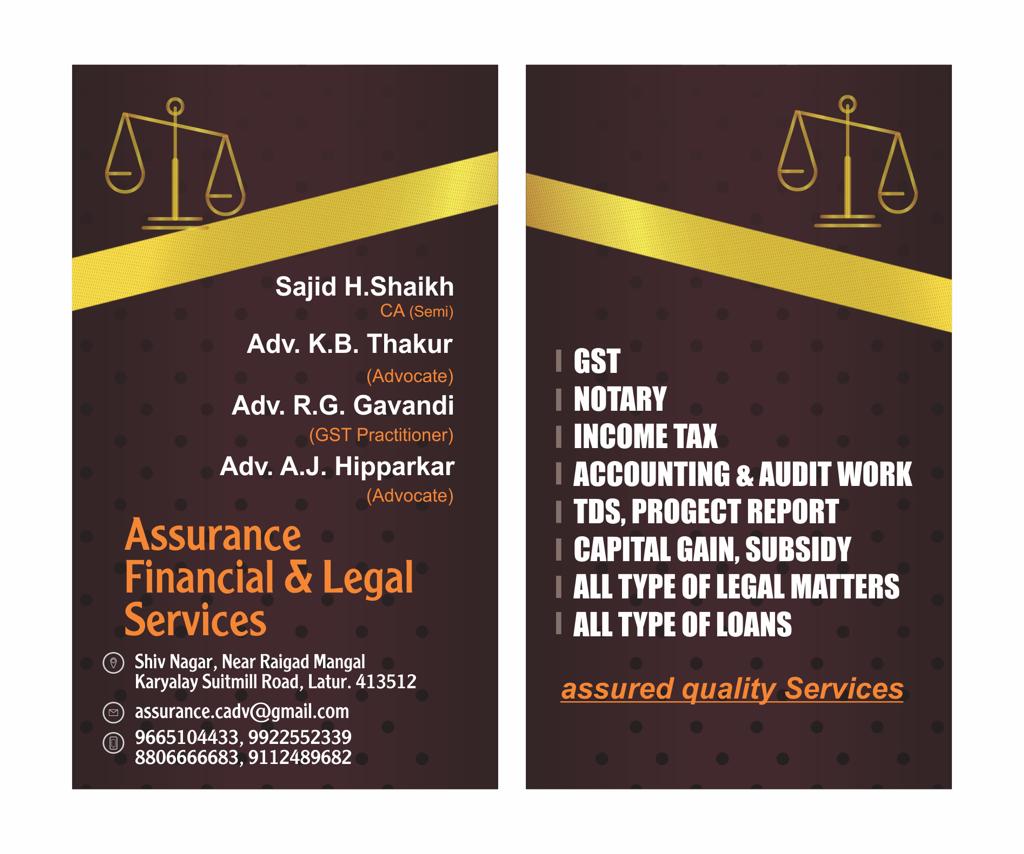 Sajid H.Shaikh
CA (Semi)
Adv. K.B. Thakur
(Advocate)
Adv. R.G. Gavandi
(GST Practitioner)
Adv. A.J. Hipparkar
(Advocate)
Assurance
Financial & Legal
Services
Shiv Nagar, Near Raigad Mangal
Karyalay Suitmill Road, Latur. 413512
assurance.cadv@gmail.com
9665104433, 9922552339
8806666683, 9112489682
GST
NOTARY
INCOME TAX
ACCOUNTING & AUDIT WORK
TDS, PROGECT REPORT
CAPITAL GAIN, SUBSIDY
ALL TYPE OF LEGAL MATTERS
ALL TYPE OF LOANS
assured quality Services